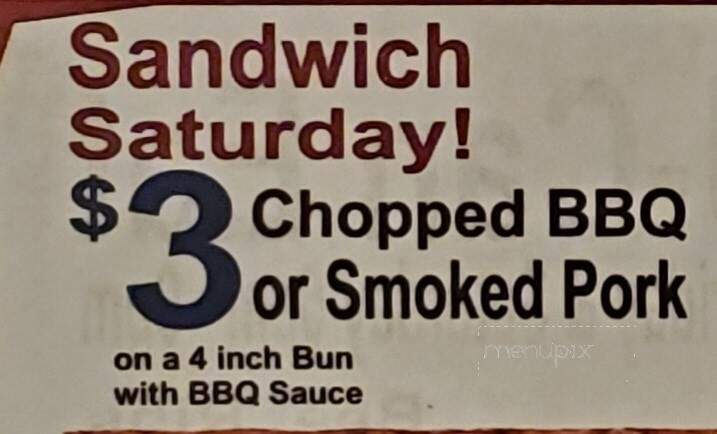 Sandwich
Saturday!
$3 Chopped BBQ
or Smoked Pork
on a 4 inch Bun
with BBQ Sauce
menupix